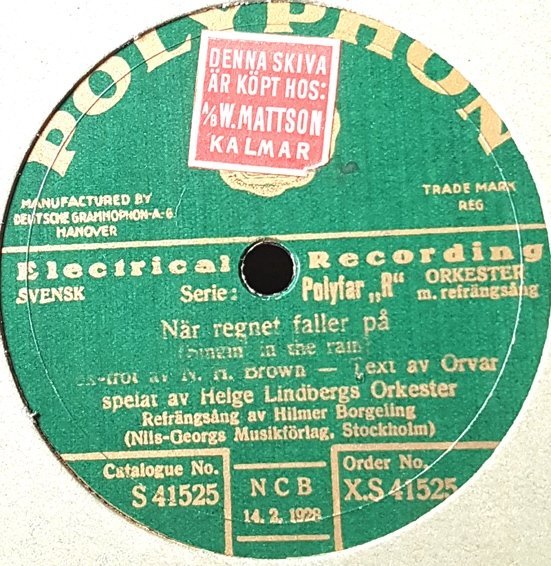 POLYPHON
DENNA SKIVA
ÄR KÖPT HOS:
A/B W. MATTSON
KALMAR
MANUFACTURED BY
DEUTSCHE GRAMMOPHON-A.-G.
HANOVER
TRADE MARK
REG.
Electrical Recording
SVENSK Serie: Polyfar „R" ORKESTER
m. refrängsång
När regnet faller på
in the rain
av N. H. Brown — Text av Orvar
spelat av Helge Lindbergs Orkester
Refrängsång av Hilmer Borgeling
(Nils-Georgs Musikförlag, Stockholm)
Catalogue No.
S 41525
NCB
14. 2. 1928
Order No.
X.S 41525